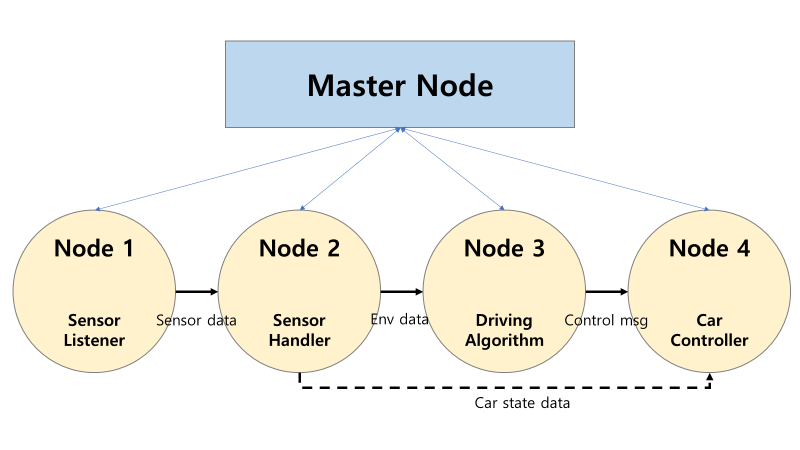 Master Node
Node 1
Node 2
Node 3
Node 4
Sensor
Listener
Sensor data
Sensor
Handler
Env data
Driving
Algorithm
Control msg
Car
Controller
Car state data